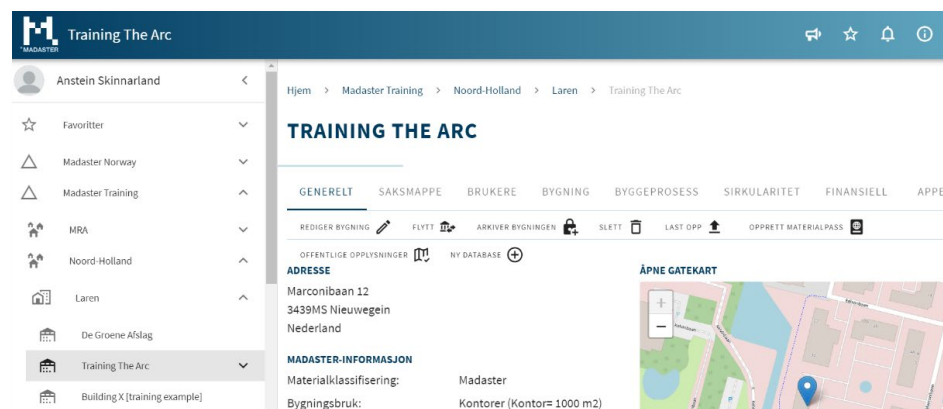 MADASTER
Training The Arc
Anstein Skinnarland
Favoritter
Madaster Norway
Madaster Training
MRA
Noord-Holland
Laren
De Groene Afslag
Training The Arc
Building X [training example]
Hjem > Madaster Training > Noord-Holland > Laren > Training The Arc
TRAINING THE ARC
GENERELT SAKSMAPPE BRUKERE BYGNING BYGGEPROSESS SIRKULARITET FINANSIELL APPE
REDIGER BYGNING FLYTT ARKIVER BYGNINGEN SLETT LAST OPP OPPRETT MATERIALPASS
OFFENTLIGE OPPLYSNINGER NY DATABASE
ADRESSE
Marconibaan 12
3439MS Nieuwegein
Nederland
MADASTER-INFORMASJON
Materialklassifisering: Madaster
Bygningsbruk: Kontorer (Kontor= 1000 m2)
ÅPNE GATEKART
+
−